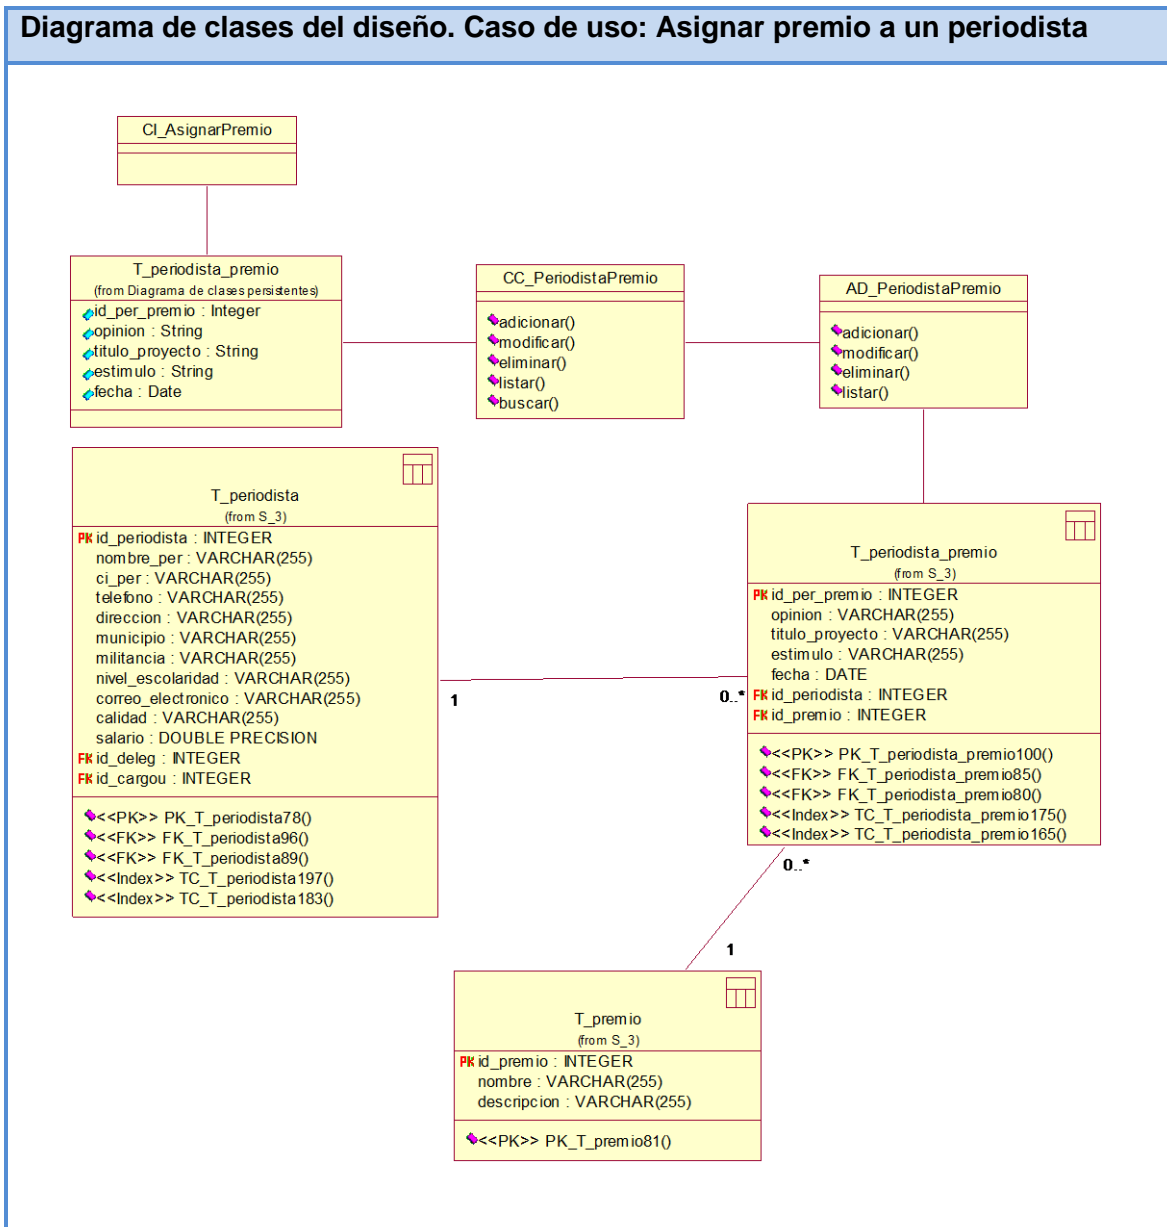 Diagrama de clases del diseño. Caso de uso: Asignar premio a un periodista
CI_AsignarPremio
T_periodista_premio
(from Diagrama de clases persistentes)
id_per_premio : Integer
opinion : String
titulo_proyecto : String
estimulo : String
fecha : Date
CC_PeriodistaPremio
adicionar()
modificar()
eliminar()
listar()
buscar()
AD_PeriodistaPremio
adicionar()
modificar()
eliminar()
listar()
T_periodista
(from S_3)
PK id_periodista : INTEGER
nombre_per : VARCHAR(255)
ci_per : VARCHAR(255)
telefono : VARCHAR(255)
direccion : VARCHAR(255)
municipio : VARCHAR(255)
militancia : VARCHAR(255)
nivel_escolaridad : VARCHAR(255)
correo_electronico : VARCHAR(255)
calidad : VARCHAR(255)
salario : DOUBLE PRECISION
FK id_deleg : INTEGER
FK id_cargou : INTEGER
<<PK>> PK_T_periodista78()
<<FK>> FK_T_periodista96()
<<FK>> FK_T_periodista89()
<<Index>> TC_T_periodista197()
<<Index>> TC_T_periodista183()
1
0..*
T_periodista_premio
(from S_3)
PK id_per_premio : INTEGER
opinion : VARCHAR(255)
titulo_proyecto : VARCHAR(255)
estimulo : VARCHAR(255)
fecha : DATE
FK id_periodista : INTEGER
FK id_premio : INTEGER
<<PK>> PK_T_periodista_premio100()
<<FK>> FK_T_periodista_premio85()
<<FK>> FK_T_periodista_premio80()
<<Index>> TC_T_periodista_premio175()
<<Index>> TC_T_periodista_premio165()
0..*
1
T_premio
(from S_3)
PK id_premio : INTEGER
nombre : VARCHAR(255)
descripcion : VARCHAR(255)
<<PK>> PK_T_premio81()